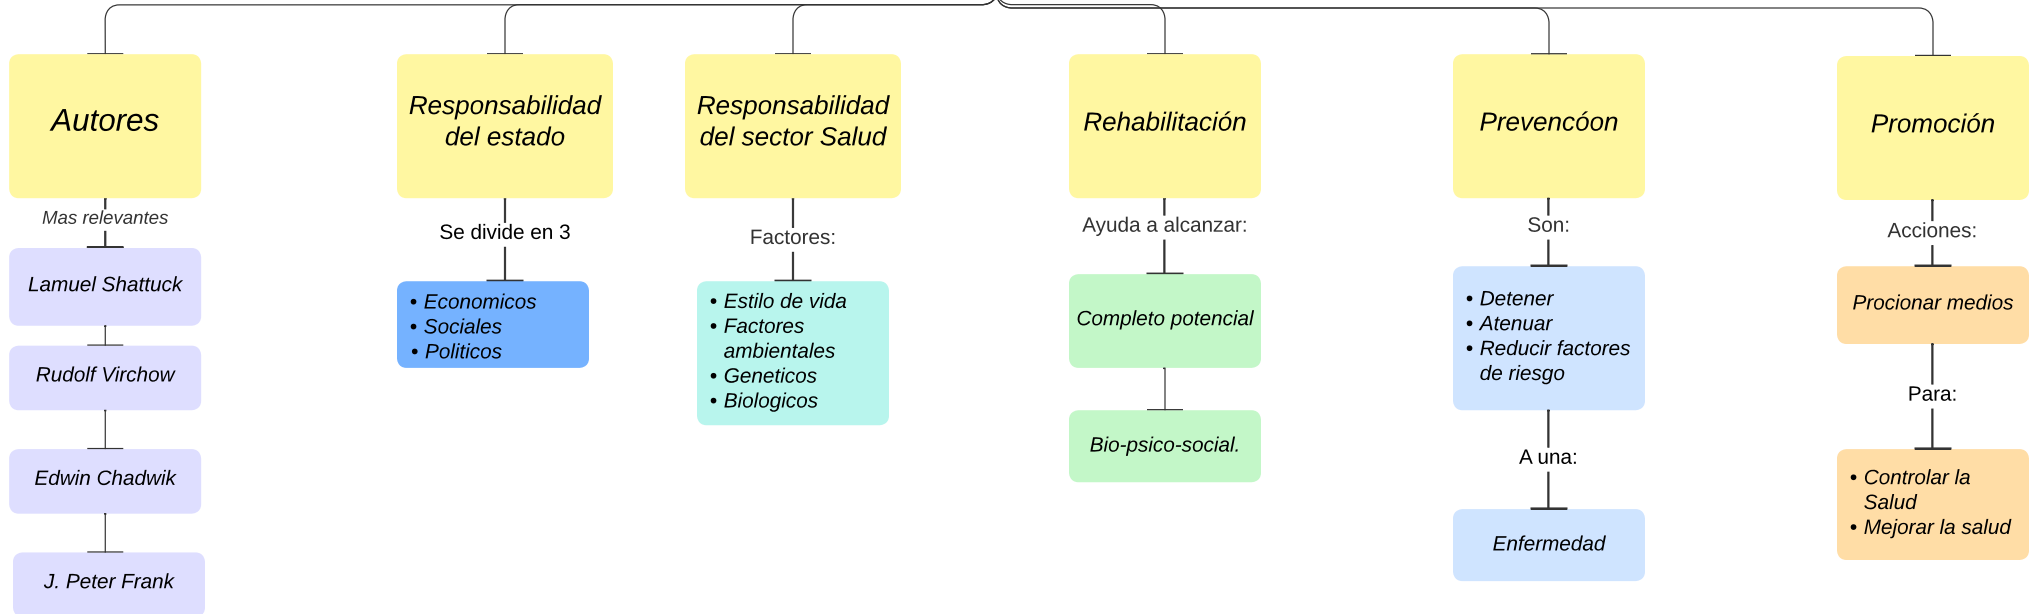 Autores
Mas relevantes
Lamuel Shattuck
Rudolf Virchow
Edwin Chadwik
J. Peter Frank
Responsabilidad
del estado
Se divide en 3
• Economicos
• Sociales
• Politicos
Responsabilidad
del sector Salud
Factores:
• Estilo de vida
• Factores
ambientales
• Geneticos
• Biologicos
Rehabilitación
Ayuda a alcanzar:
Completo potencial
Bio-psico-social.
Prevencóon
Son:
• Detener
• Atenuar
• Reducir factores
de riesgo
A una:
Enfermedad
Promoción
Acciones:
Procionar medios
Para:
• Controlar la
Salud
• Mejorar la salud